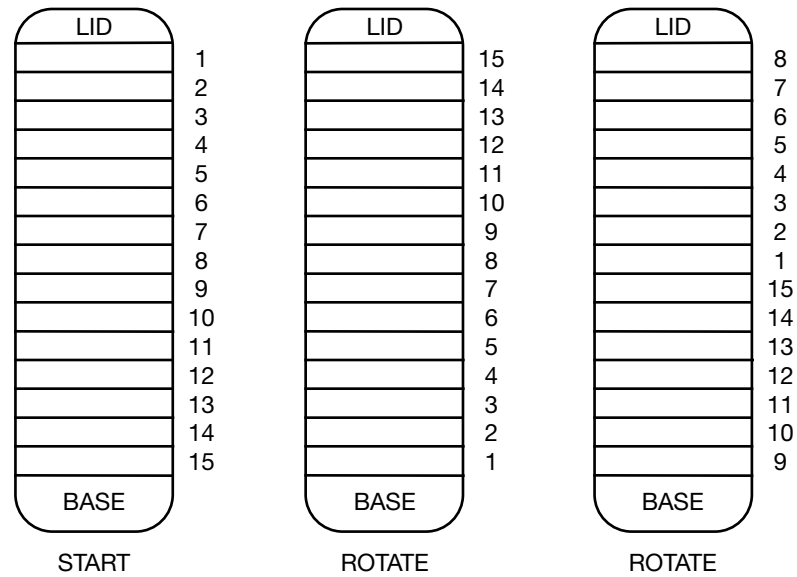 LID LID LID
1 15 8
2 14 7
3 13 6
4 12 5
5 11 4
6 10 3
7 9 2
8 8 1
9 7 15
10 6 14
11 5 13
12 4 12
13 3 11
14 2 10
15 1 9
BASE BASE BASE
START ROTATE ROTATE